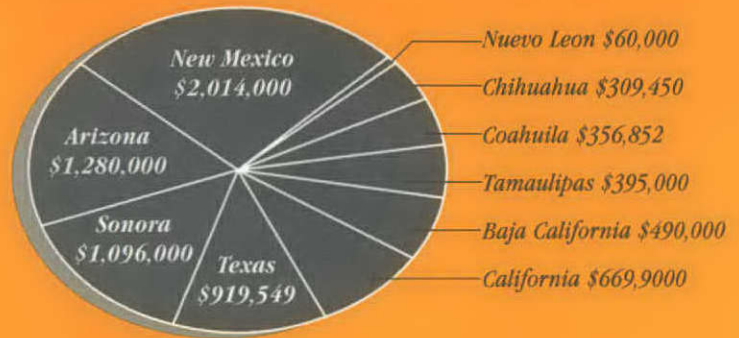 New Mexico
$2,014,000
Nuevo Leon $60,000
Chihuahua $309,450
Coahuila $356,852
Tamaulipas $395,000
Baja California $490,000
California $669,9000
Arizona
$1,280,000
Sonora
$1,096,000
Texas
$919,549